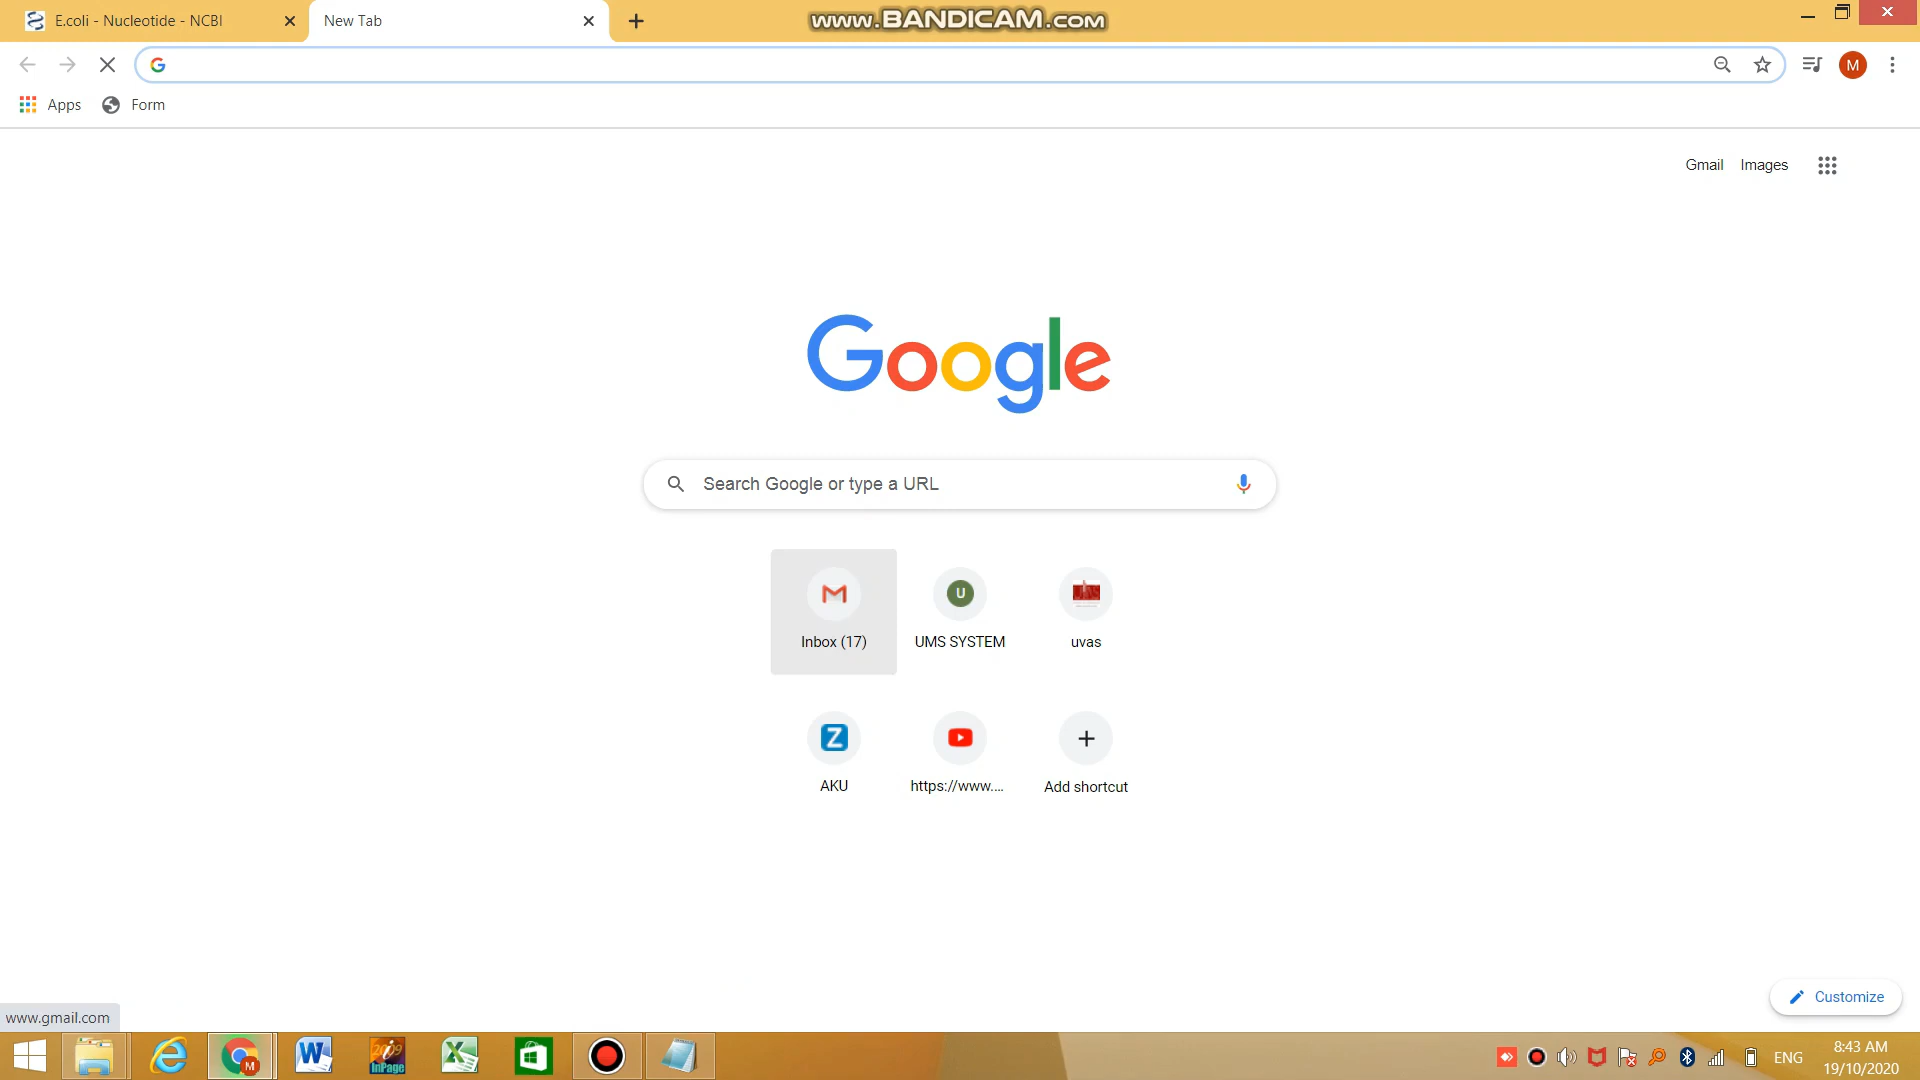 E.coli - Nucleotide - NCBI
New Tab
www.BANDICAM.com
M
Apps
Form
Gmail
Images
Google
Search Google or type a URL
Inbox (17)
U
UMS SYSTEM
uvas
Z
AKU
https://www....
Add shortcut
Customize
www.gmail.com
M
2009
InPage
ENG
8:43 AM
19/10/2020